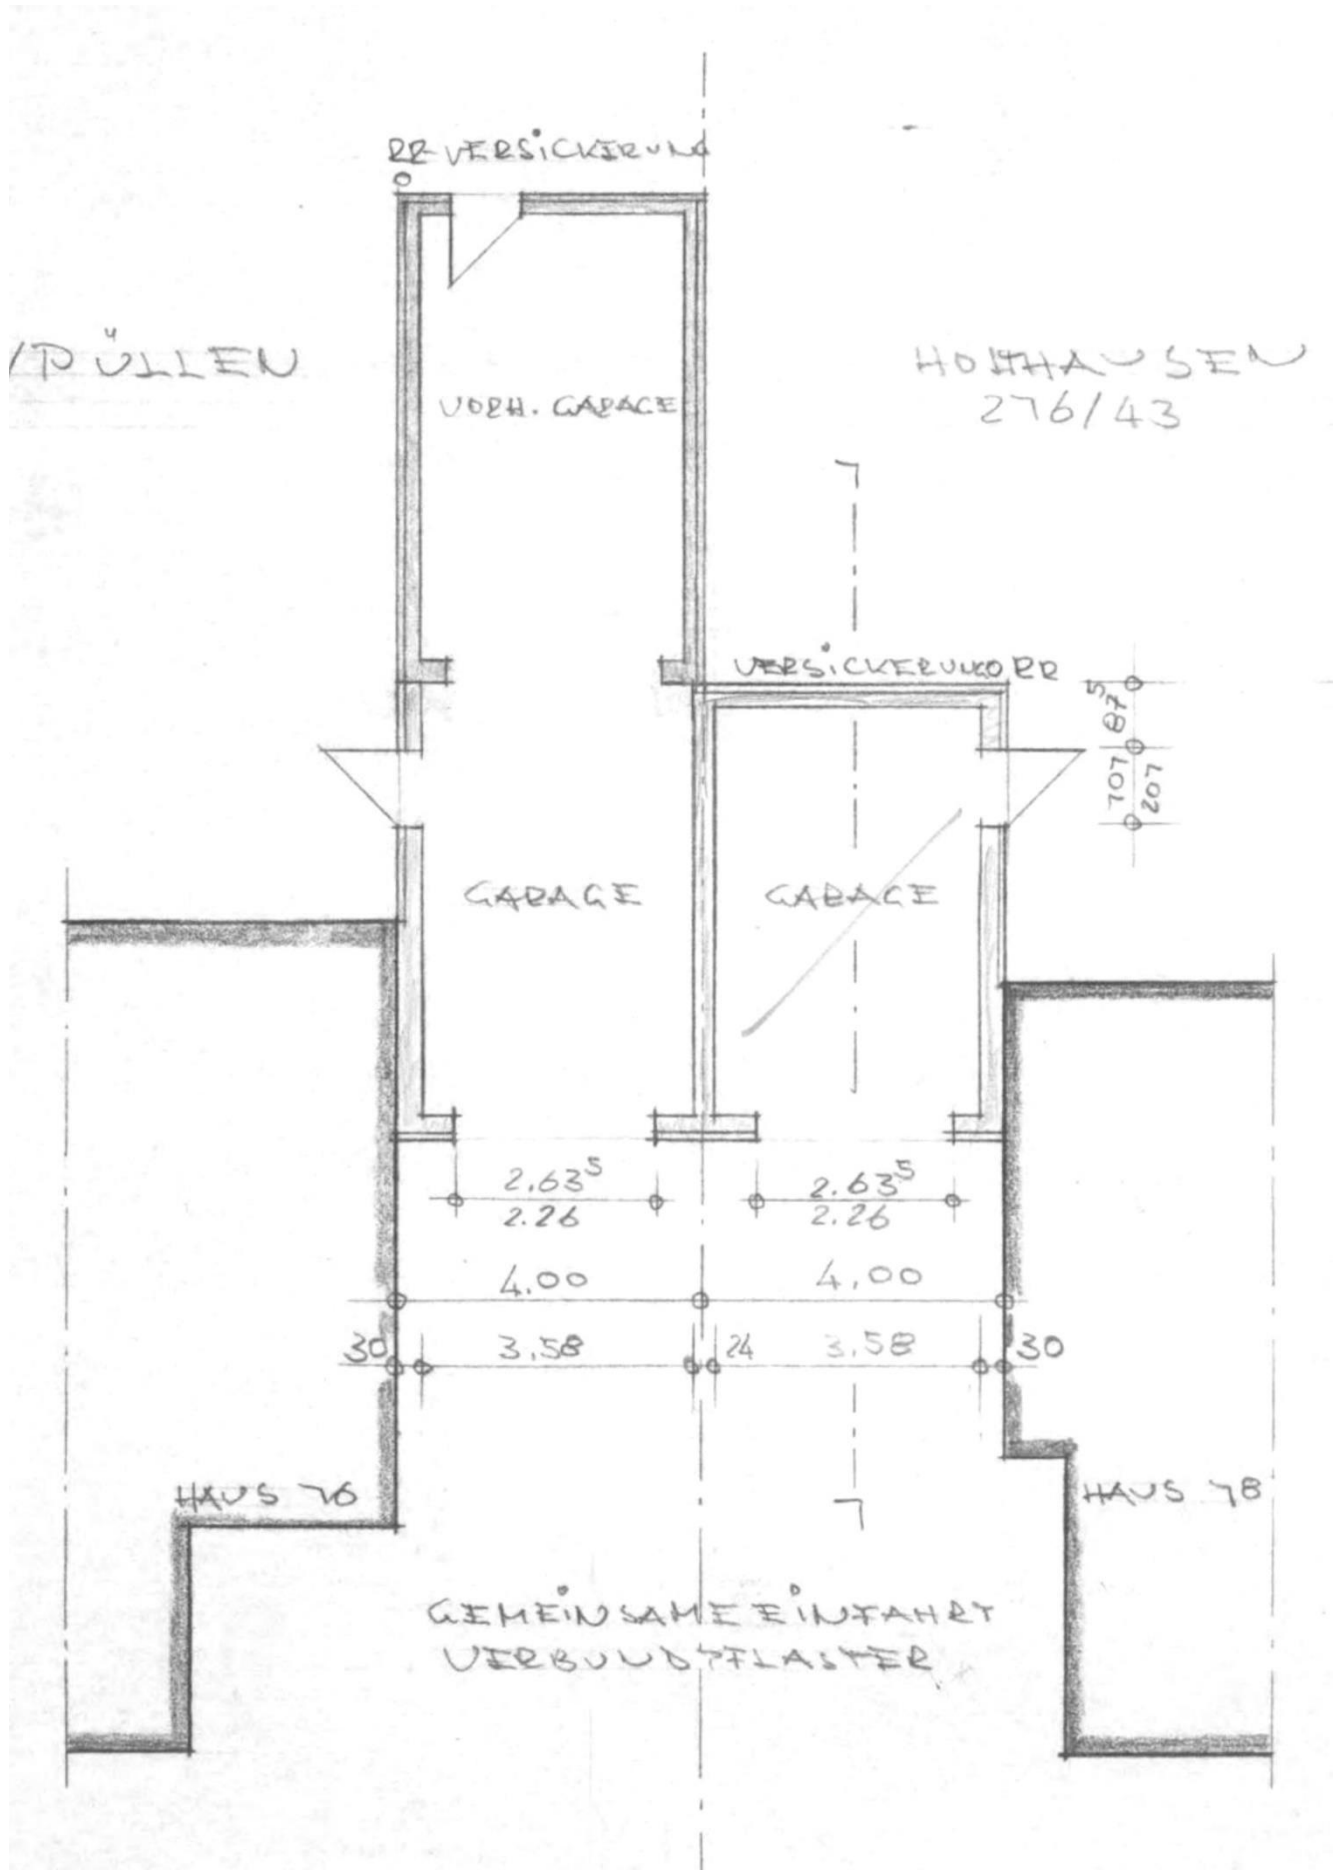 RR-VERSICKERUNG
/PÜLLEN
HOLTHAUSEN
276/43
VORH. GARAGE
VERSICKERUNG RR
87⁵
101
201
GARAGE
GARAGE
2.63⁵
2.26
2.63⁵
2.26
4.00
4.00
30
3.58
24
3.58
30
HAUS 76
HAUS 78
GEMEINSAME EINFAHRT
VERBUNDPFLASTER